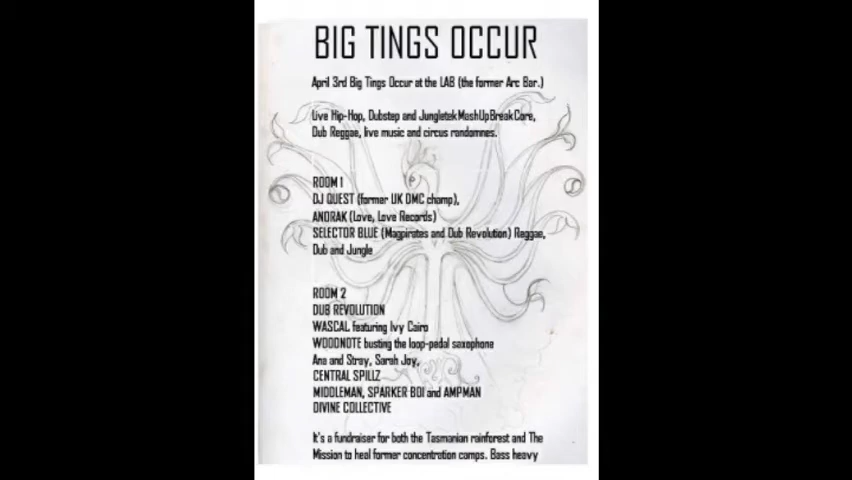 BIG TINGS OCCUR
April 3rd Big Tings Occur at the LAB (the former Arc Bar.)
Live Hip-Hop, Dubstep and JungletekMashUpBreakCore,
Dub Reggae, live music and circus randomnes.
ROOM 1
DJ QUEST (former UK DMC champ),
ANORAK (Love, Love Records)
SELECTOR BLUE (Magpirates and Dub Revolution) Reggae,
Dub and Jungle
ROOM 2
DUB REVOLUTION
WASCAL featuring Ivy Cairo
WOODNOTE busting the loop-pedal saxophone
Ana and Stray, Sarah Joy,
CENTRAL SPILLZ
MIDDLEMAN, SPARKER BOI and AMPMAN
DIVINE COLLECTIVE
It's a fundraiser for both the Tasmanian rainforest and The
Mission to heal former concentration camps. Bass heavy